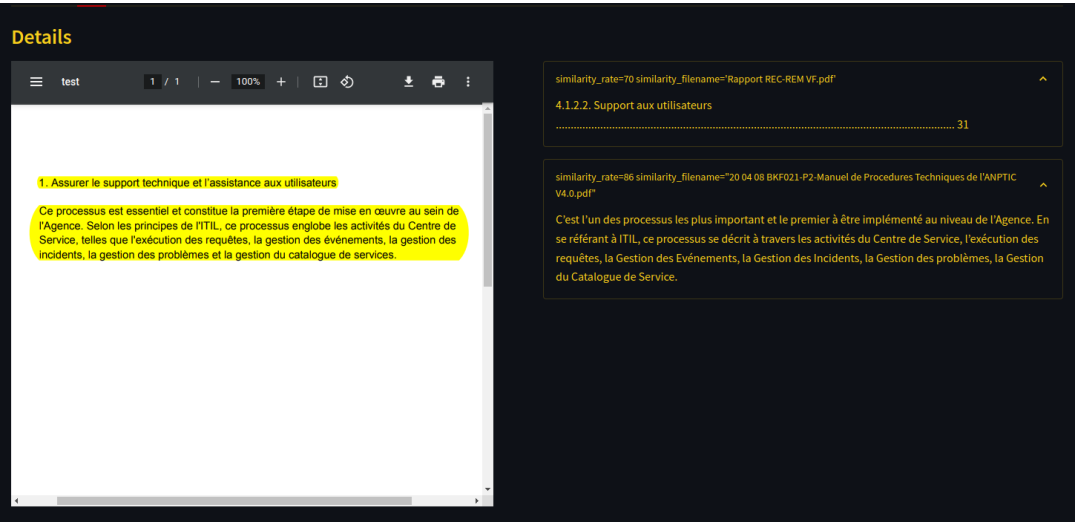 Details
test
1 / 1
100%
1. Assurer le support technique et l'assistance aux utilisateurs
Ce processus est essentiel et constitue la première étape de mise en œuvre au sein de
l'Agence. Selon les principes de l'ITIL, ce processus englobe les activités du Centre de
Service, telles que l'exécution des requêtes, la gestion des événements, la gestion des
incidents, la gestion des problèmes et la gestion du catalogue de services.
similarity_rate=70 similarity_filename='Rapport REC-REM VF.pdf'
4.1.2.2. Support aux utilisateurs
........................................................................................................................................ 31
similarity_rate=86 similarity_filename="20 04 08 BKF021-P2-Manuel de Procedures Techniques de l'ANPTIC
V4.0.pdf"
C'est l'un des processus les plus important et le premier à être implémenté au niveau de l'Agence. En
se référant à ITIL, ce processus se décrit à travers les activités du Centre de Service, l'exécution des
requêtes, la Gestion des Evénements, la Gestion des Incidents, la Gestion des problèmes, la Gestion
du Catalogue de Service.